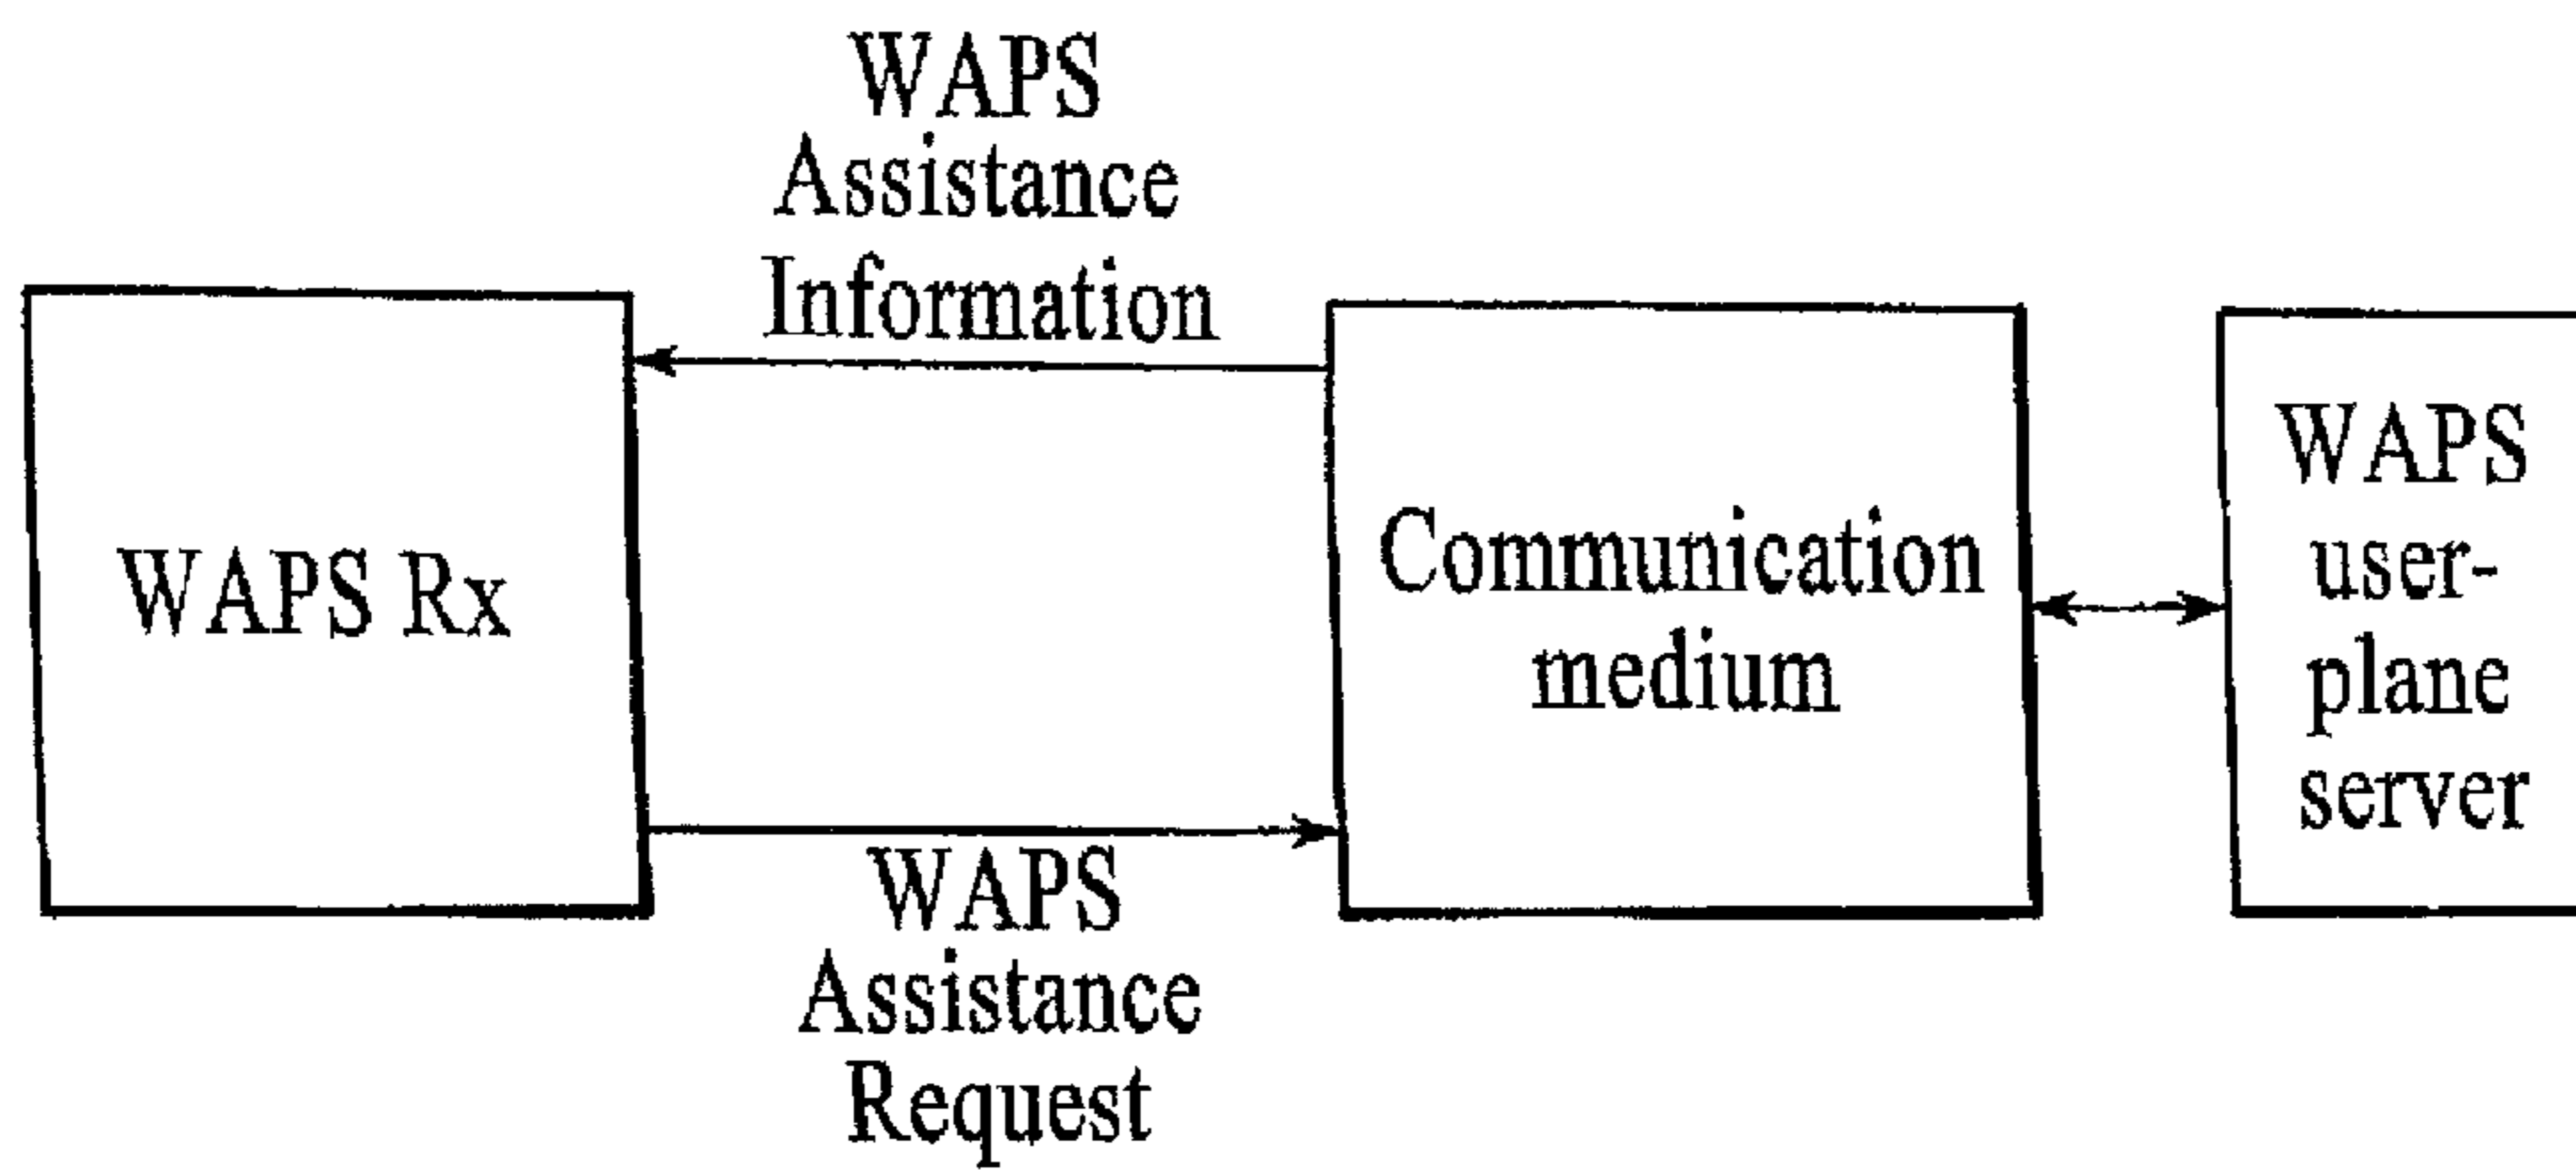 WAPS
Assistance
Information
WAPS Rx
Communication
medium
WAPS
user-
plane
server
WAPS
Assistance
Request